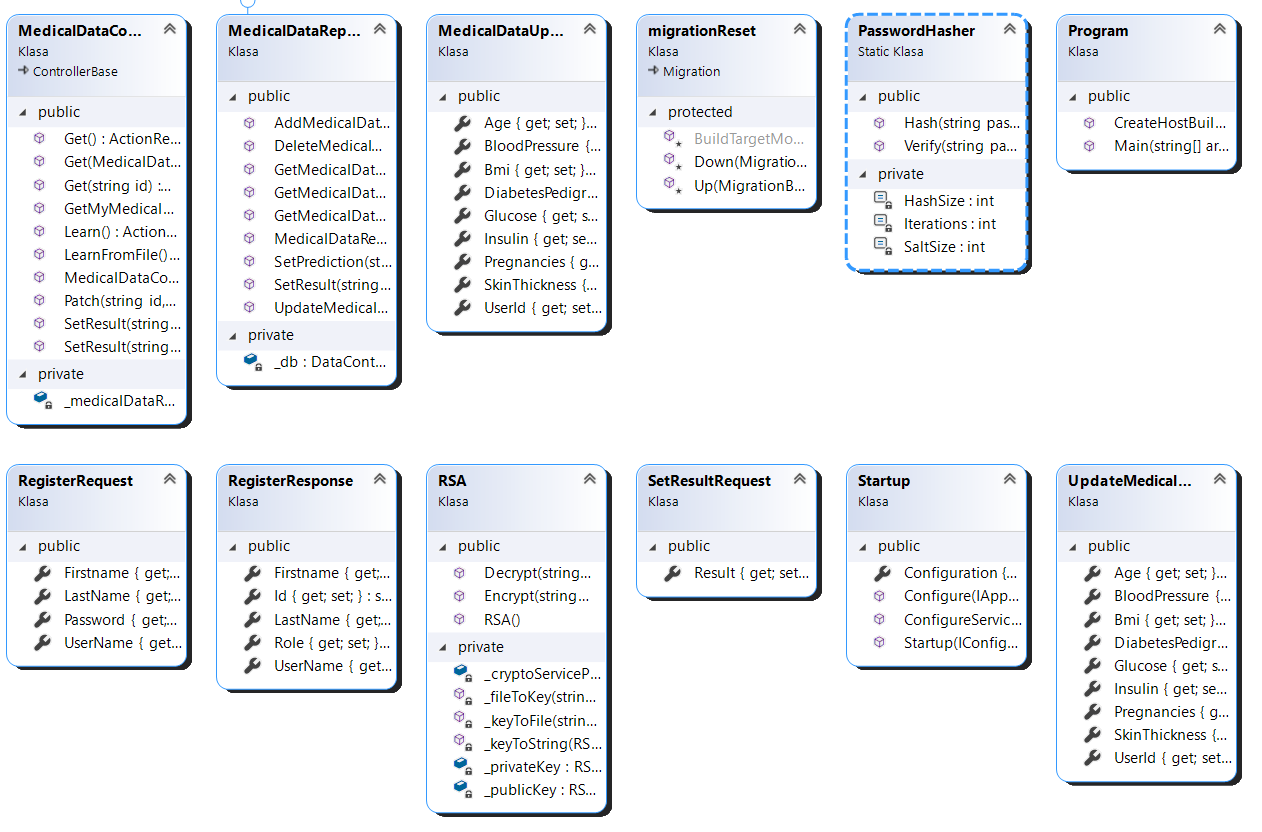 MedicalDataCo...
Klasa
ControllerBase
public
Get() : ActionRe...
Get(MedicalDat...
Get(string id) :...
GetMyMedical...
Learn() : Action...
LearnFromFile()...
MedicalDataCo...
Patch(string id,...
SetResult(string...
SetResult(string...
private
_medicalDataR...
MedicalDataRep...
Klasa
public
AddMedicalDat...
DeleteMedical...
GetMedicalDat...
GetMedicalDat...
GetMedicalDat...
MedicalDataRe...
SetPrediction(st...
SetResult(string...
UpdateMedical...
private
_db : DataCont...
MedicalDataUp...
Klasa
public
Age { get; set; }...
BloodPressure {...
Bmi { get; set; }...
DiabetesPedigr...
Glucose { get; s...
Insulin { get; se...
Pregnancies { g...
SkinThickness {...
UserId { get; set...
migrationReset
Klasa
Migration
protected
BuildTargetMo...
Down(Migratio...
Up(MigrationB...
PasswordHasher
Static Klasa
public
Hash(string pas...
Verify(string pa...
private
HashSize : int
Iterations : int
SaltSize : int
Program
Klasa
public
CreateHostBuil...
Main(string[] ar...
RegisterRequest
Klasa
public
Firstname { get;...
LastName { get;...
Password { get;...
UserName { get...
RegisterResponse
Klasa
public
Firstname { get;...
Id { get; set; } : s...
LastName { get;...
Role { get; set; }...
UserName { get...
RSA
Klasa
public
Decrypt(string...
Encrypt(string...
RSA()
private
_cryptoServiceP...
_fileToKey(strin...
_keyToFile(strin...
_keyToString(RS...
_privateKey : RS...
_publicKey : RS...
SetResultRequest
Klasa
public
Result { get; set...
Startup
Klasa
public
Configuration {...
Configure(IApp...
ConfigureServic...
Startup(IConfig...
UpdateMedical...
Klasa
public
Age { get; set; }...
BloodPressure {...
Bmi { get; set; }...
DiabetesPedigr...
Glucose { get; s...
Insulin { get; se...
Pregnancies { g...
SkinThickness {...
UserId { get; set...